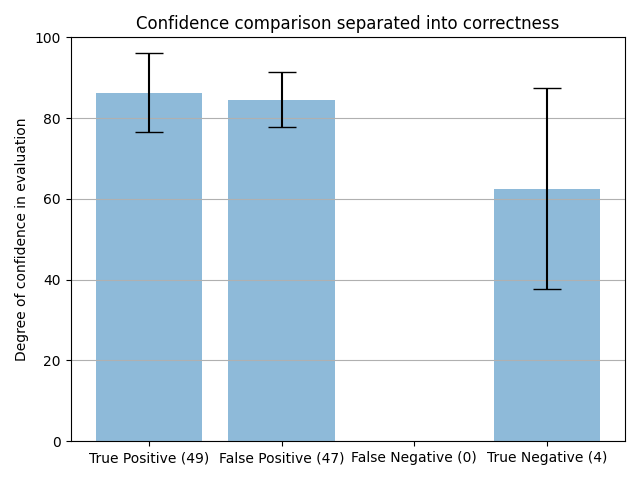 Confidence comparison separated into correctness
Degree of confidence in evaluation
100
80
60
40
20
0
True Positive (49)
False Positive (47)
False Negative (0)
True Negative (4)